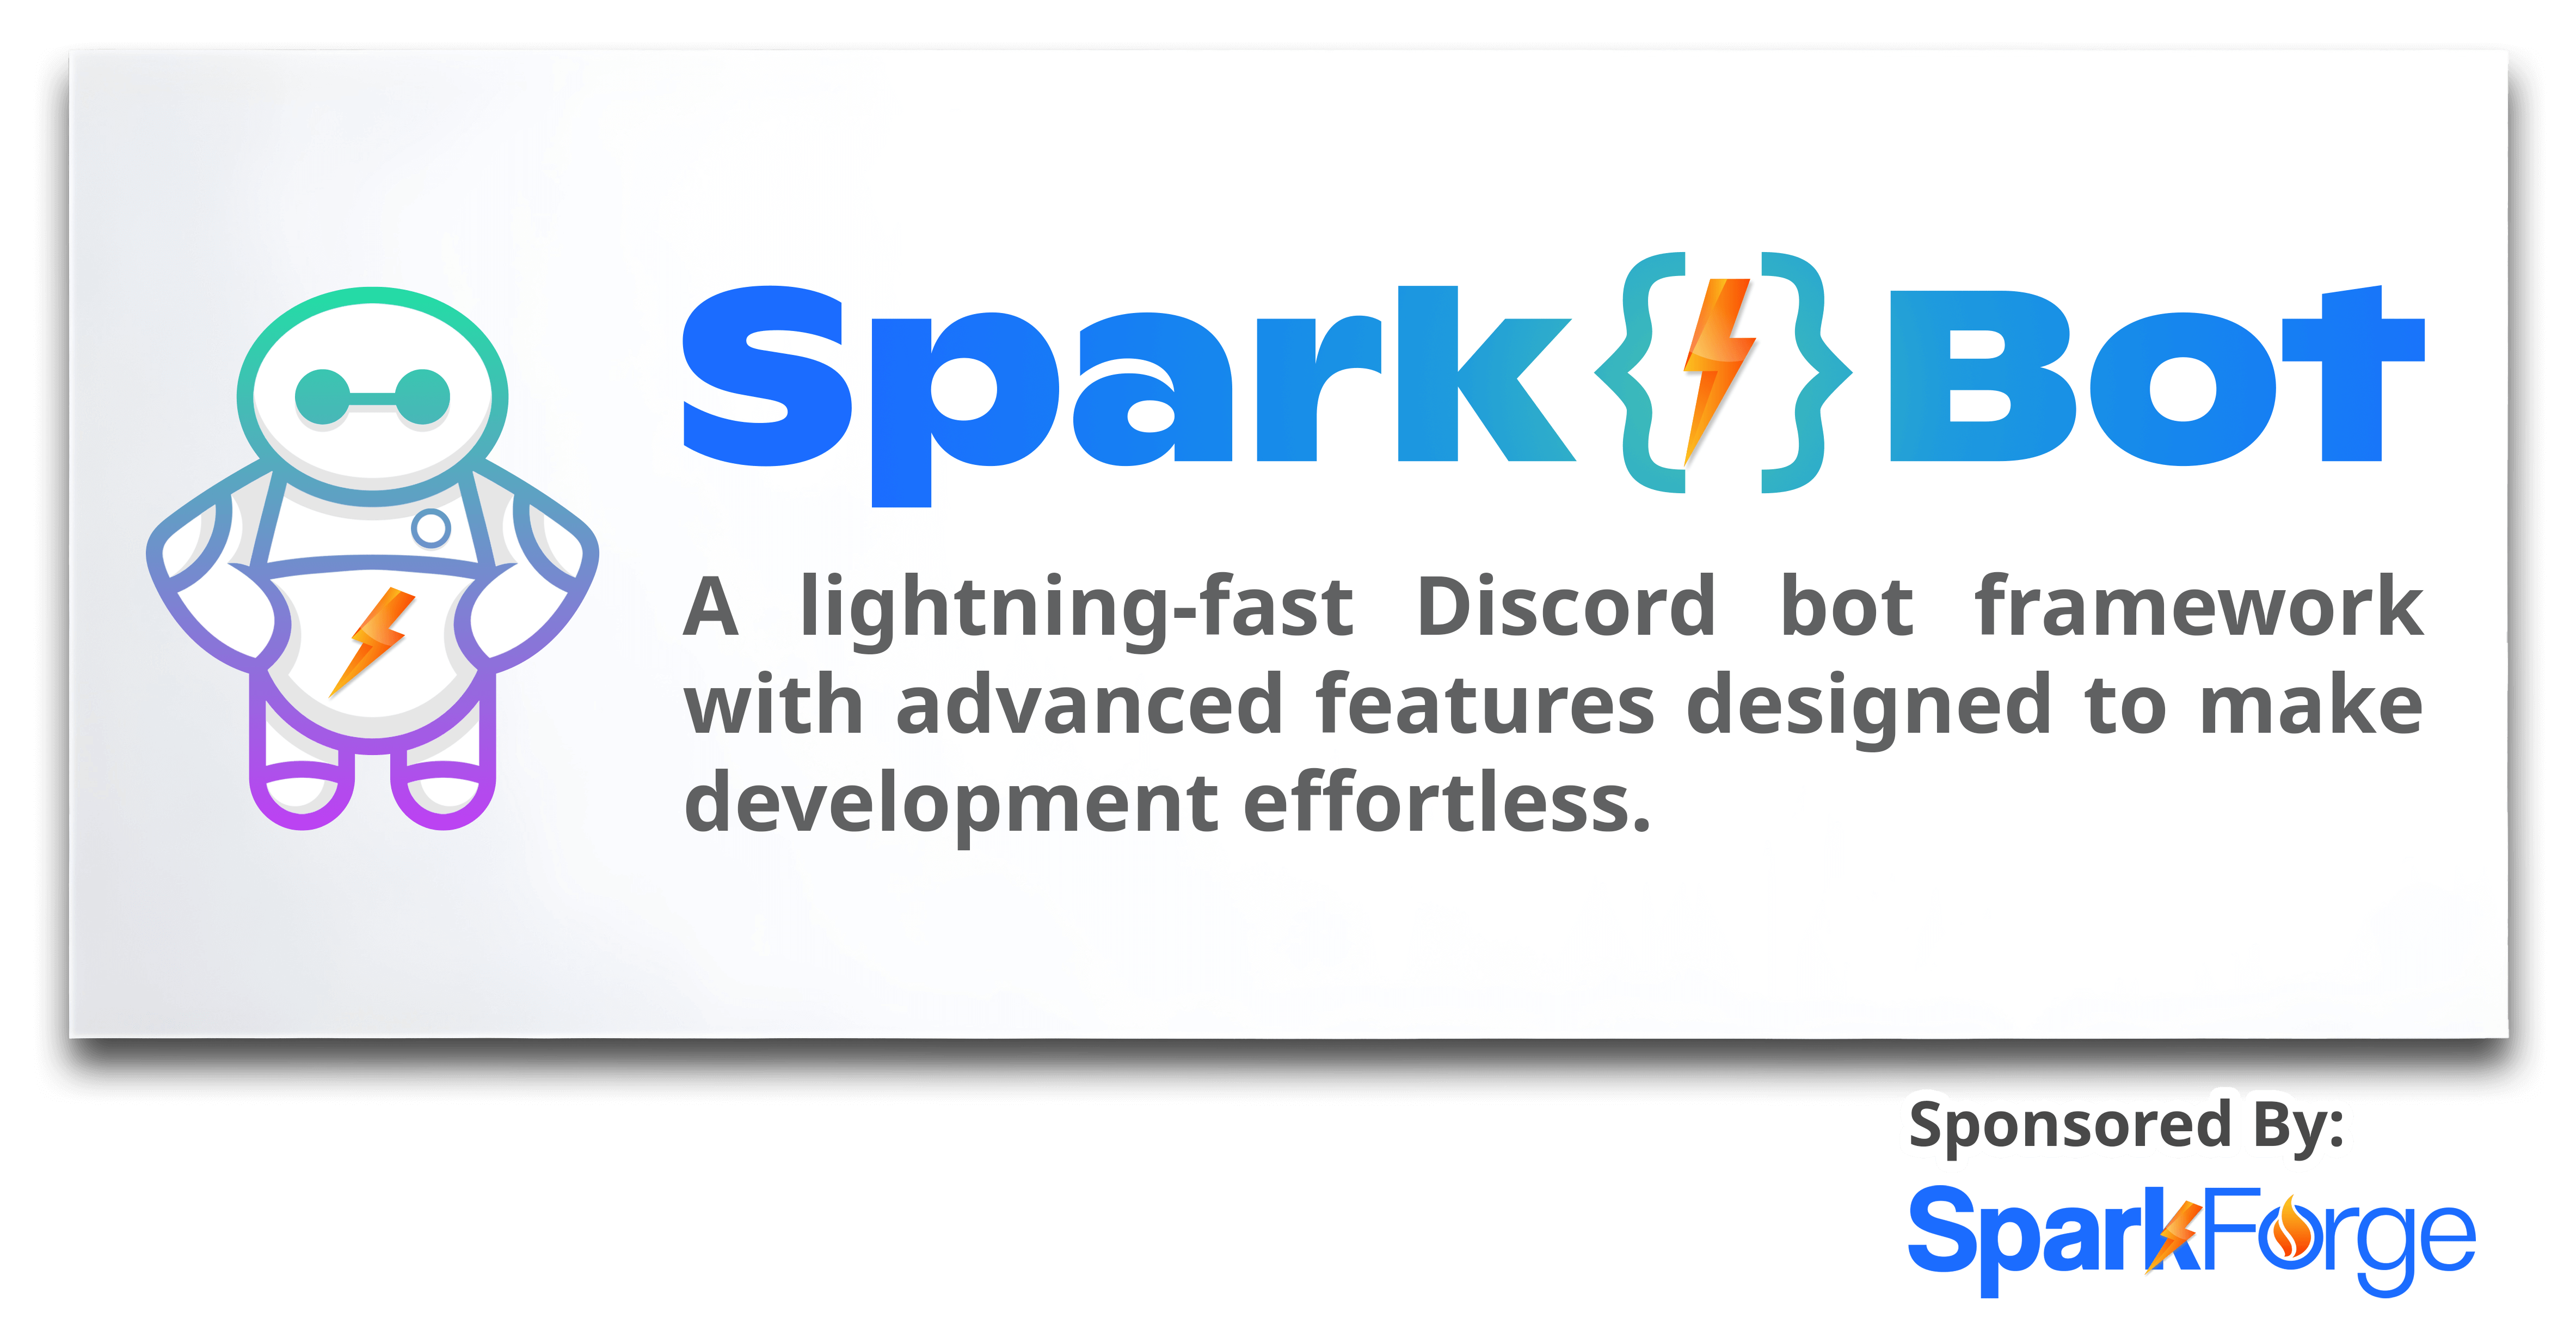 Spark{}Bot
A lightning-fast Discord bot framework
with advanced features designed to make
development effortless.
Sponsored By:
SparkForge